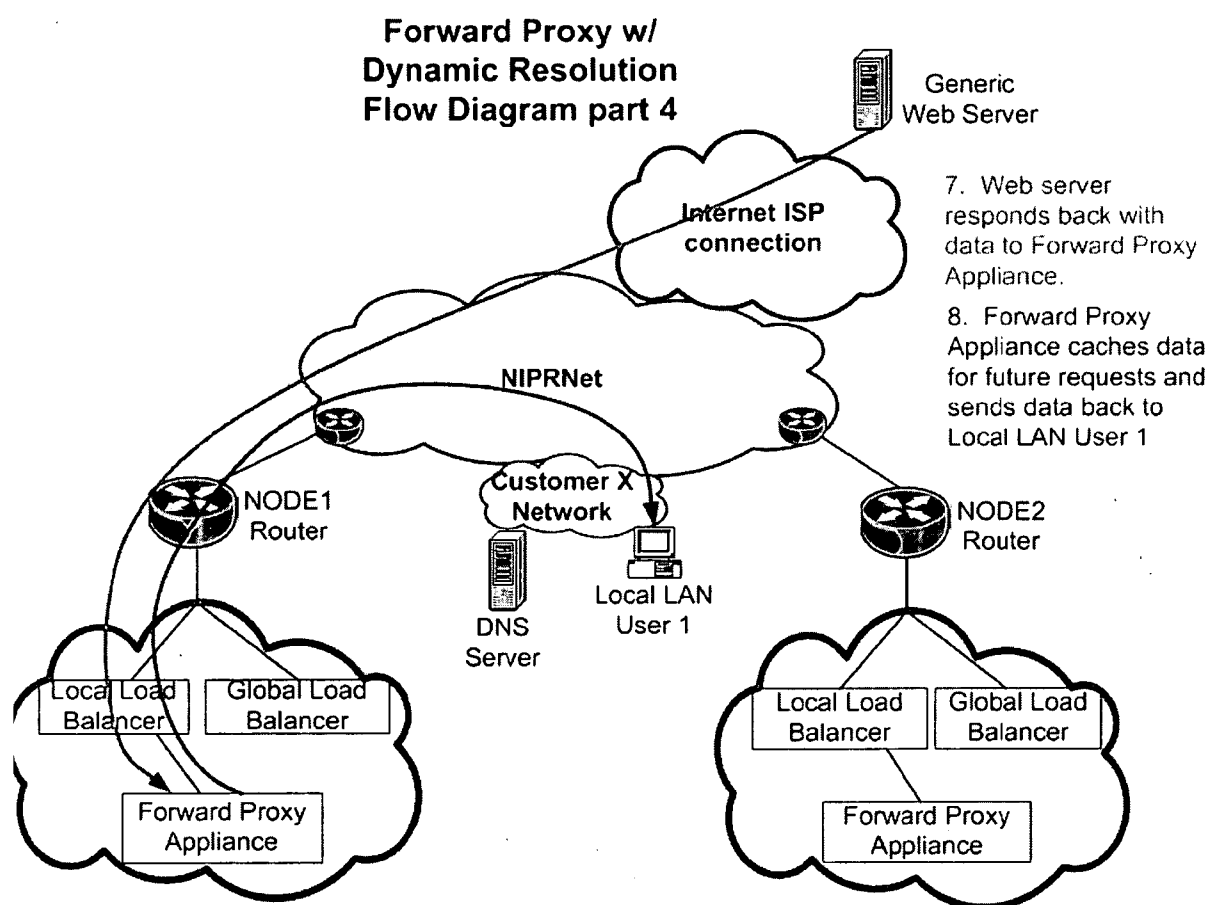 Forward Proxy w/
Dynamic Resolution
Flow Diagram part 4
Generic
Web Server
Internet ISP
connection
7. Web server
responds back with
data to Forward Proxy
Appliance.
8. Forward Proxy
Appliance caches data
for future requests and
sends data back to
Local LAN User 1
NIPRNet
Customer X
Network
NODE1
Router
NODE2
Router
DNS
Server
Local LAN
User 1
Local Load
Balancer
Global Load
Balancer
Forward Proxy
Appliance
Local Load
Balancer
Global Load
Balancer
Forward Proxy
Appliance